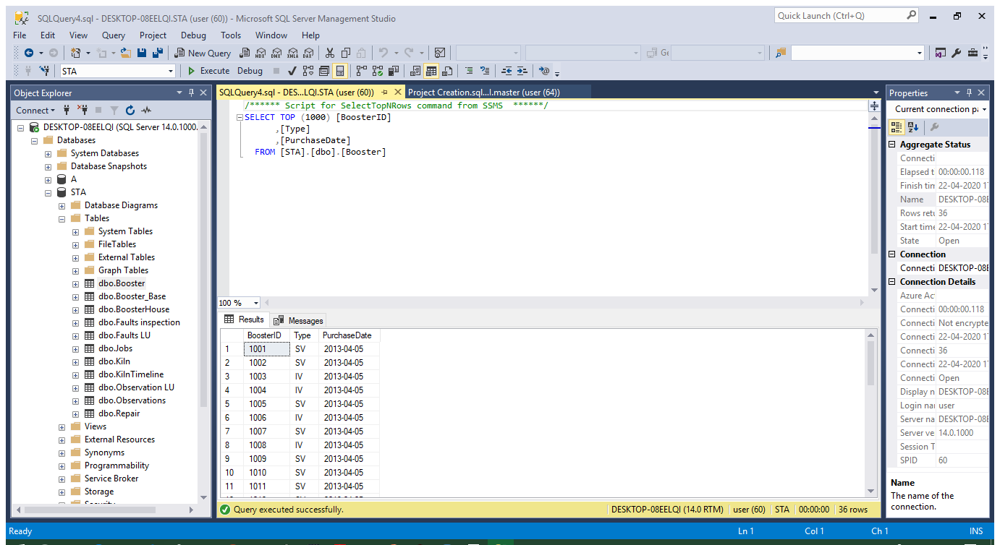 SQLQuery4.sql - DESKTOP-08EELQI.STA (user (60)) - Microsoft SQL Server Management Studio
Quick Launch (Ctrl+Q)
File Edit View Query Project Debug Tools Window Help
New Query MDX DMX XMLA DAX
STA Execute Debug
Object Explorer
Connect
DESKTOP-08EELQI (SQL Server 14.0.1000.
Databases
System Databases
Database Snapshots
A
STA
Database Diagrams
Tables
System Tables
FileTables
External Tables
Graph Tables
dbo.Booster
dbo.Booster_Base
dbo.BoosterHouse
dbo.Faults inspection
dbo.Faults LU
dbo.Jobs
dbo.Kiln
dbo.KilnTimeline
dbo.Observation LU
dbo.Observations
dbo.Repair
Views
External Resources
Synonyms
Programmability
Service Broker
Storage
SQLQuery4.sql - DES...LQI.STA (user (60)) Project Creation.sql...l.master (user (64))
/****** Script for SelectTopNRows command from SSMS ******/
SELECT TOP (1000) [BoosterID]
,[Type]
,[PurchaseDate]
FROM [STA].[dbo].[Booster]
100 %
Results Messages
BoosterID Type PurchaseDate
1 1001 SV 2013-04-05
2 1002 SV 2013-04-05
3 1003 IV 2013-04-05
4 1004 IV 2013-04-05
5 1005 SV 2013-04-05
6 1006 IV 2013-04-05
7 1007 SV 2013-04-05
8 1008 IV 2013-04-05
9 1009 SV 2013-04-05
10 1010 SV 2013-04-05
11 1011 SV 2013-04-05
Query executed successfully. DESKTOP-08EELQI (14.0 RTM) user (60) STA 00:00:00 36 rows
Properties
Current connection pa
Aggregate Status
Connecti
Elapsed t 00:00:00.118
Finish tin 22-04-2020 1
Name DESKTOP-08E
Rows retu 36
Start time 22-04-2020 1
State Open
Connection
Connecti DESKTOP-08E
Connection Details
Azure Ac
Connecti 00:00:00.118
Connecti Not encrypte
Connecti 22-04-2020 1
Connecti 36
Connecti 22-04-2020 1
Connecti Open
Display n DESKTOP-08E
Login nar user
Server na DESKTOP-08E
Server ve 14.0.1000
Session T
SPID 60
Name
The name of the
connection.
Ready Ln 1 Col 1 Ch 1 INS